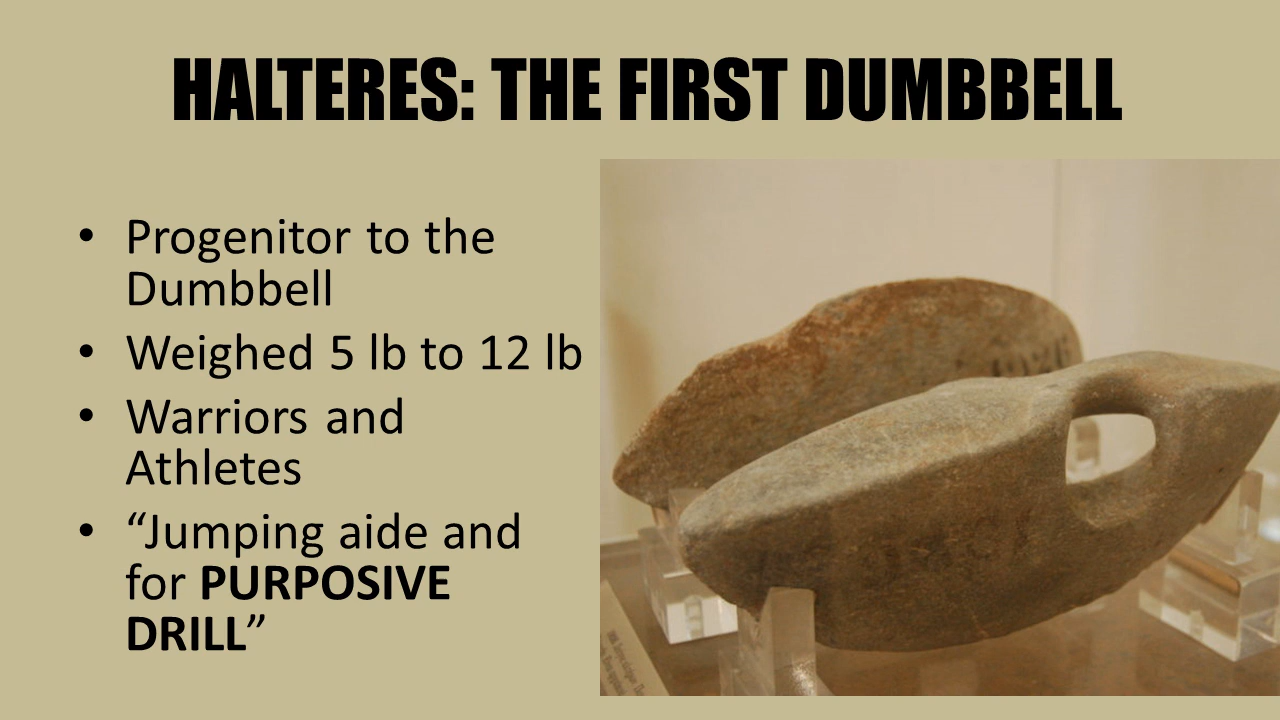 HALTERES: THE FIRST DUMBBELL
• Progenitor to the
Dumbbell
• Weighed 5 lb to 12 lb
• Warriors and
Athletes
• “Jumping aide and
for PURPOSIVE
DRILL”